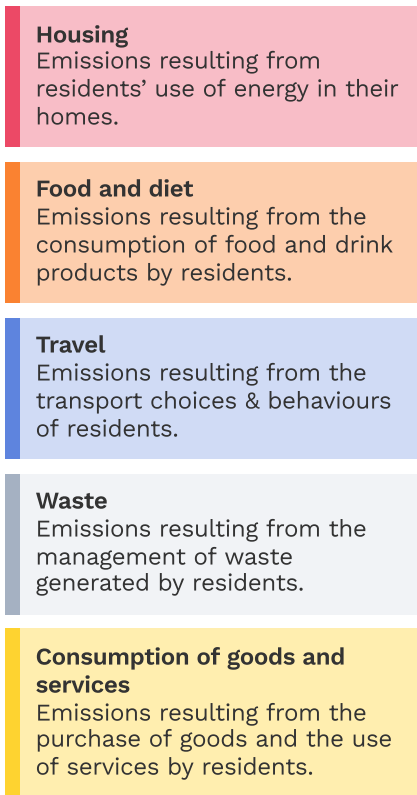 Housing
Emissions resulting from
residents’ use of energy in their
homes.
Food and diet
Emissions resulting from the
consumption of food and drink
products by residents.
Travel
Emissions resulting from the
transport choices & behaviours
of residents.
Waste
Emissions resulting from the
management of waste
generated by residents.
Consumption of goods and
services
Emissions resulting from the
purchase of goods and the use
of services by residents.